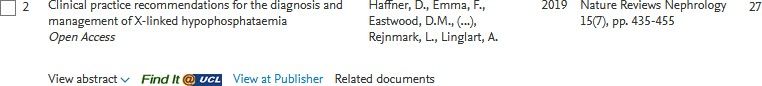 2 Clinical practice recommendations for the diagnosis and Haffner, D., Emma, F., 2019 Nature Reviews Nephrology 27
management of X-linked hypophosphataemia Eastwood, D.M., (...), 15(7), pp. 435-455
Open Access Rejnmark, L., Linglart, A.
View abstract Find It @ UCL View at Publisher Related documents